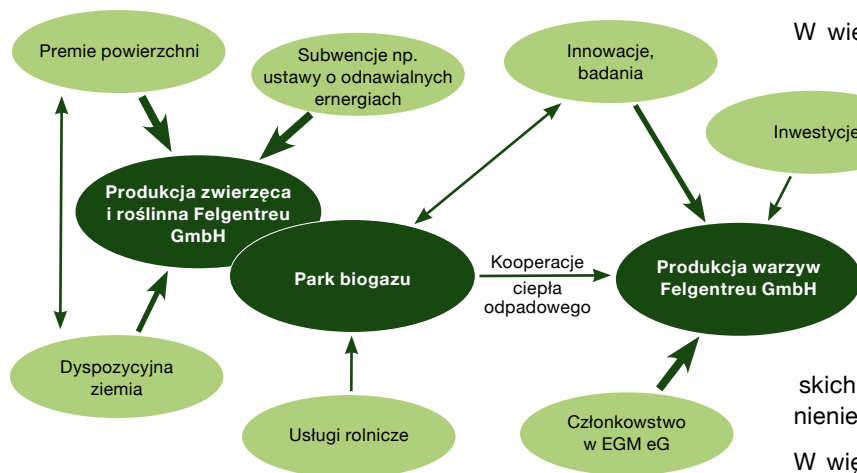 Premie powierzchni
Subwencje np.
ustawy o odnawialnych
ernergiach
Innowacje,
badania
W wię
Inwestycje
Produkcja zwierzęca
i roślinna Felgentreu
GmbH
Park biogazu
Kooperacje
ciepła
odpadowego
Produkcja warzyw
Felgentreu GmbH
Dyspozycyjna
ziemia
Usługi rolnicze
Członkowstwo
w EGM eG
skich
nienie
W wię